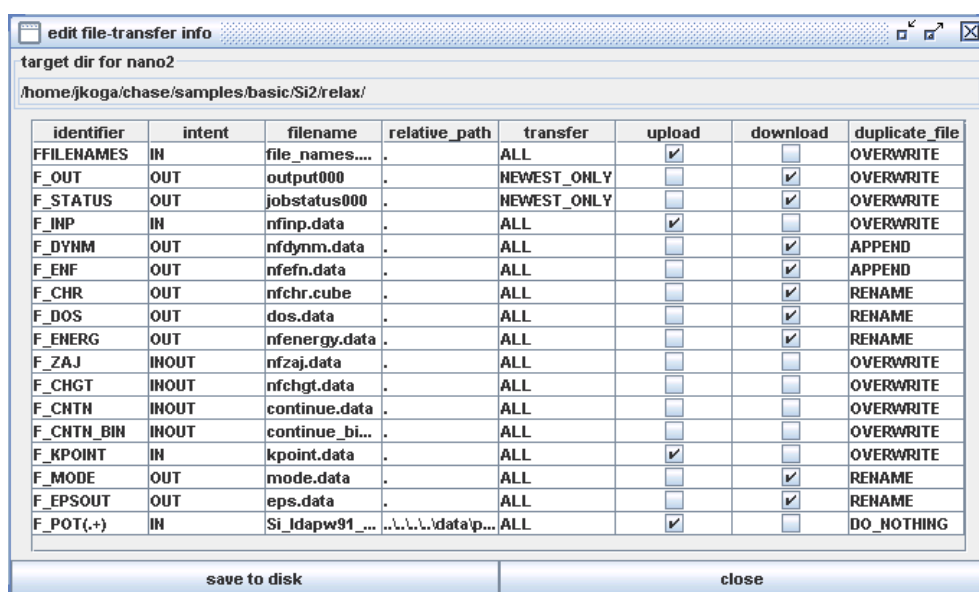 edit file-transfer info
target dir for nano2
/home/jkoga/chase/samples/basic/Si2/relax/
identifier intent filename relative_path transfer upload download duplicate_file
FFILENAMES IN file_names.... . ALL OVERWRITE
F_OUT OUT output000 . NEWEST_ONLY OVERWRITE
F_STATUS OUT jobstatus000 . NEWEST_ONLY OVERWRITE
F_INP IN nfinp.data . ALL OVERWRITE
F_DYNM OUT nfdynm.data . ALL APPEND
F_ENF OUT nfefn.data . ALL APPEND
F_CHR OUT nfchr.cube . ALL RENAME
F_DOS OUT dos.data . ALL RENAME
F_ENERG OUT nfenergy.data . ALL RENAME
F_ZAJ INOUT nfzaj.data . ALL OVERWRITE
F_CHGT INOUT nfchgt.data . ALL OVERWRITE
F_CNTN INOUT continue.data . ALL OVERWRITE
F_CNTN_BIN INOUT continue_bi... . ALL OVERWRITE
F_KPOINT IN kpoint.data . ALL OVERWRITE
F_MODE OUT mode.data . ALL RENAME
F_EPSOUT OUT eps.data . ALL RENAME
F_POT(.+) IN Si_ldapw91_... ..\..\..\..\data\p... ALL DO_NOTHING
save to disk close